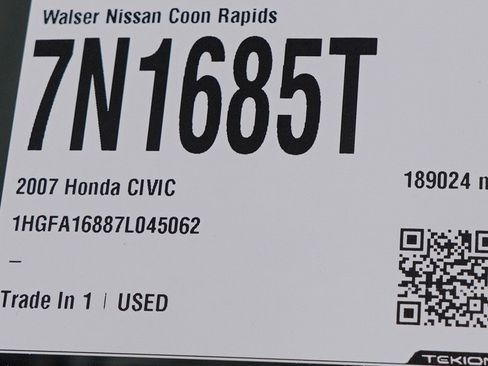 Walser Nissan Coon Rapids
7N1685T
2007 Honda CIVIC
189024
1HGFA16887L045062
–
Trade In 1 | USED
TEKION